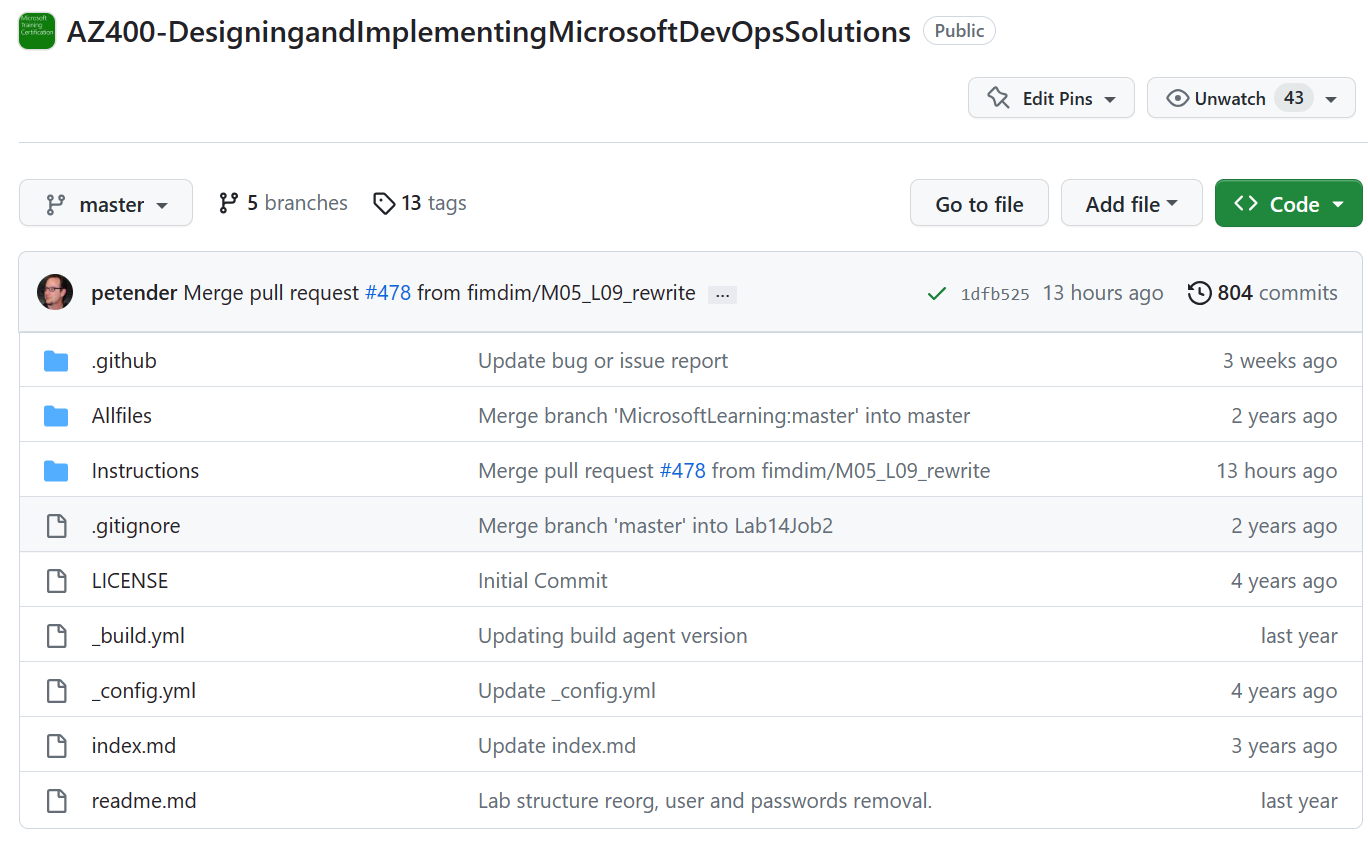 Microsoft
Training
Certification
AZ400-DesigningandImplementingMicrosoftDevOpsSolutions Public
Edit Pins Unwatch 43
master 5 branches 13 tags Go to file Add file Code
petender Merge pull request #478 from fimdim/M05_L09_rewrite ... 1dfb525 13 hours ago 804 commits
.github Update bug or issue report 3 weeks ago
Allfiles Merge branch 'MicrosoftLearning:master' into master 2 years ago
Instructions Merge pull request #478 from fimdim/M05_L09_rewrite 13 hours ago
.gitignore Merge branch 'master' into Lab14Job2 2 years ago
LICENSE Initial Commit 4 years ago
_build.yml Updating build agent version last year
_config.yml Update _config.yml 4 years ago
index.md Update index.md 3 years ago
readme.md Lab structure reorg, user and passwords removal. last year